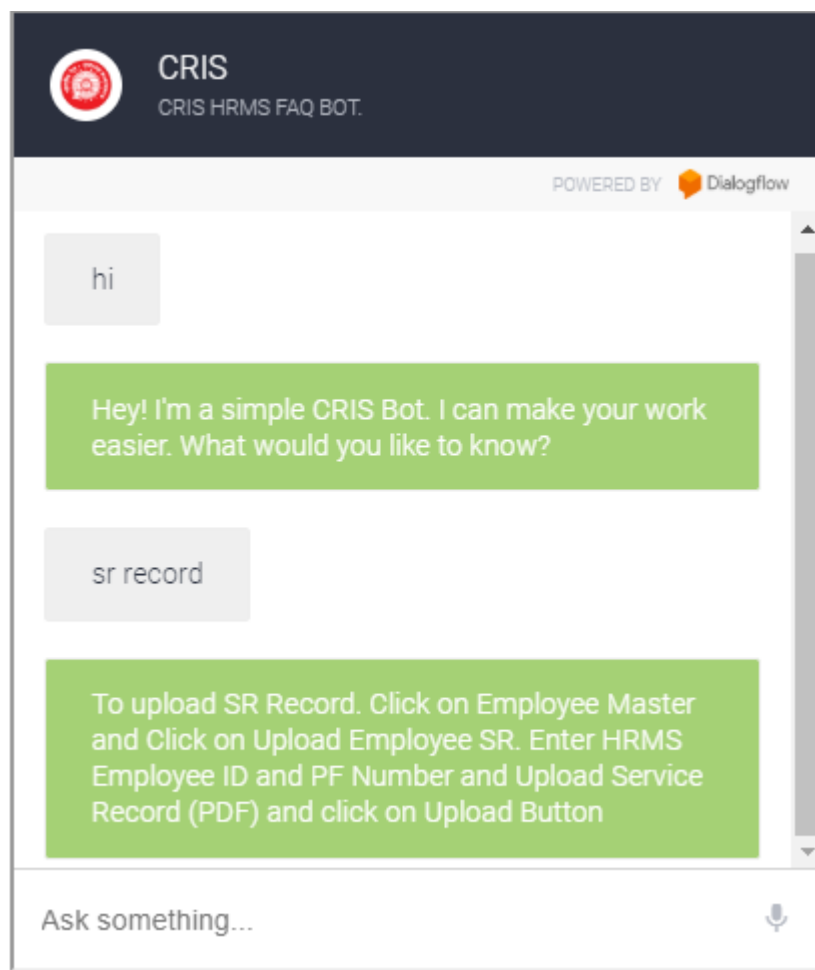 CRIS
CRIS HRMS FAQ BOT.
POWERED BY Dialogflow
hi
Hey! I'm a simple CRIS Bot. I can make your work
easier. What would you like to know?
sr record
To upload SR Record. Click on Employee Master
and Click on Upload Employee SR. Enter HRMS
Employee ID and PF Number and Upload Service
Record (PDF) and click on Upload Button
Ask something...